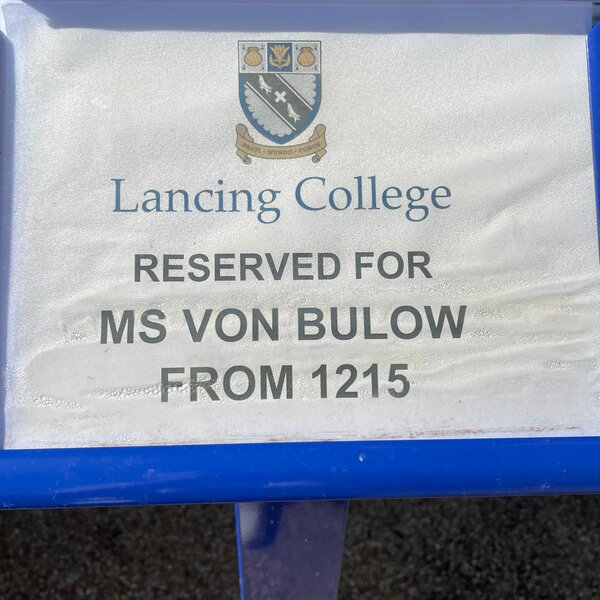 BEATI · MUNDO · CORDE
Lancing College
RESERVED FOR
MS VON BULOW
FROM 1215